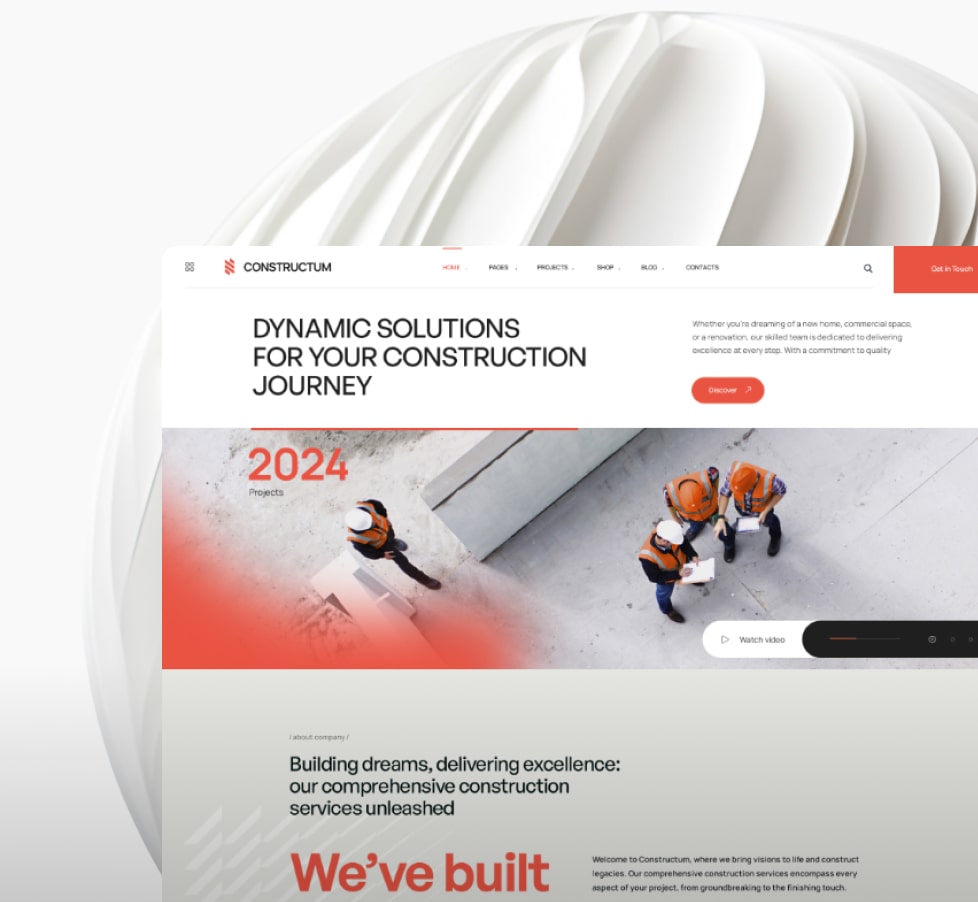 CONSTRUCTUM
HOME PAGES PROJECTS SHOP BLOG CONTACTS
Get in Touch
DYNAMIC SOLUTIONS
FOR YOUR CONSTRUCTION
JOURNEY
Whether you're dreaming of a new home, commercial space,
or a renovation, our skilled team is dedicated to delivering
excellence at every step. With a commitment to quality
Discover
2024
Projects
Watch video
/ about company /
Building dreams, delivering excellence:
our comprehensive construction
services unleashed
We've built
Welcome to Constructum, where we bring visions to life and construct
legacies. Our comprehensive construction services encompass every
aspect of your project, from groundbreaking to the finishing touch.